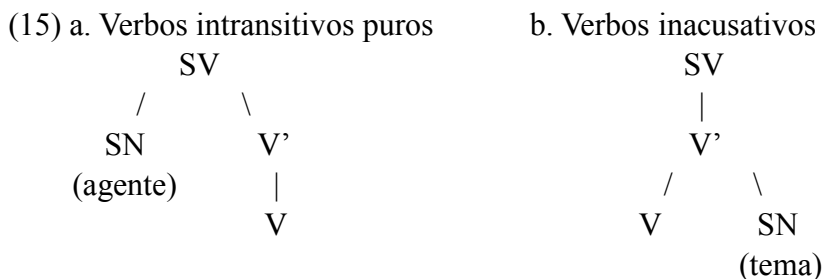 (15) a. Verbos intransitivos puros b. Verbos inacusativos
SV SV
/ \ |
SN V’ V’
(agente) | / \
V V SN
(tema)